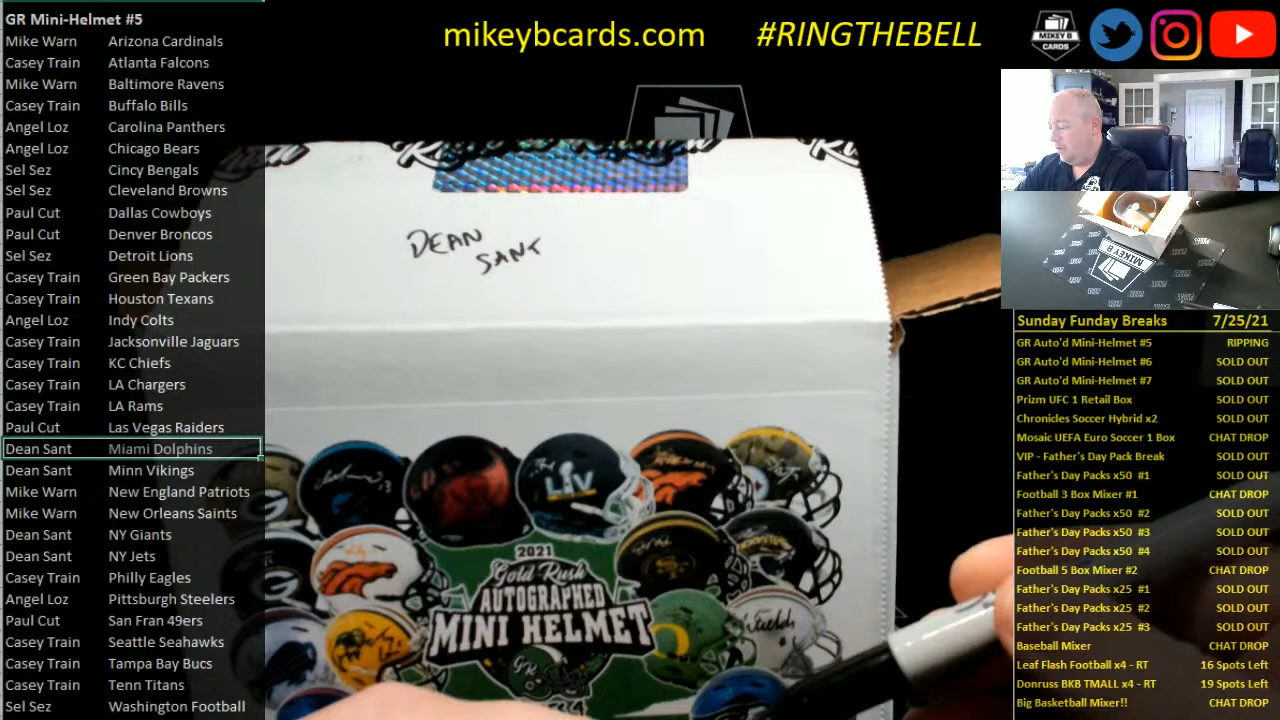 GR Mini-Helmet #5
Mike Warn Arizona Cardinals
Casey Train Atlanta Falcons
Mike Warn Baltimore Ravens
Casey Train Buffalo Bills
Angel Loz Carolina Panthers
Angel Loz Chicago Bears
Sel Sez Cincy Bengals
Sel Sez Cleveland Browns
Paul Cut Dallas Cowboys
Paul Cut Denver Broncos
Sel Sez Detroit Lions
Casey Train Green Bay Packers
Casey Train Houston Texans
Angel Loz Indy Colts
Casey Train Jacksonville Jaguars
Casey Train KC Chiefs
Casey Train LA Chargers
Casey Train LA Rams
Paul Cut Las Vegas Raiders
Dean Sant Miami Dolphins
Dean Sant Minn Vikings
Mike Warn New England Patriots
Mike Warn New Orleans Saints
Dean Sant NY Giants
Dean Sant NY Jets
Casey Train Philly Eagles
Angel Loz Pittsburgh Steelers
Paul Cut San Fran 49ers
Casey Train Seattle Seahawks
Casey Train Tampa Bay Bucs
Casey Train Tenn Titans
Sel Sez Washington Football
mikeybcards.com #RINGTHEBELL
MIKEY B
CARDS
DEAN
SANT
LIV
2021
Gold Rush
AUTOGRAPHED
MINI HELMET
MIKEY B
Sunday Funday Breaks 7/25/21
GR Auto'd Mini-Helmet #5 RIPPING
GR Auto'd Mini-Helmet #6 SOLD OUT
GR Auto'd Mini-Helmet #7 SOLD OUT
Prizm UFC 1 Retail Box SOLD OUT
Chronicles Soccer Hybrid x2 SOLD OUT
Mosaic UEFA Euro Soccer 1 Box CHAT DROP
VIP - Father's Day Pack Break SOLD OUT
Father's Day Packs x50 #1 SOLD OUT
Football 3 Box Mixer #1 CHAT DROP
Father's Day Packs x50 #2 SOLD OUT
Father's Day Packs x50 #3 SOLD OUT
Father's Day Packs x50 #4 SOLD OUT
Football 5 Box Mixer #2 CHAT DROP
Father's Day Packs x25 #1 SOLD OUT
Father's Day Packs x25 #2 SOLD OUT
Father's Day Packs x25 #3 SOLD OUT
Baseball Mixer CHAT DROP
Leaf Flash Football x4 - RT 16 Spots Left
Donruss BKB TMALL x4 - RT 19 Spots Left
Big Basketball Mixer!! CHAT DROP